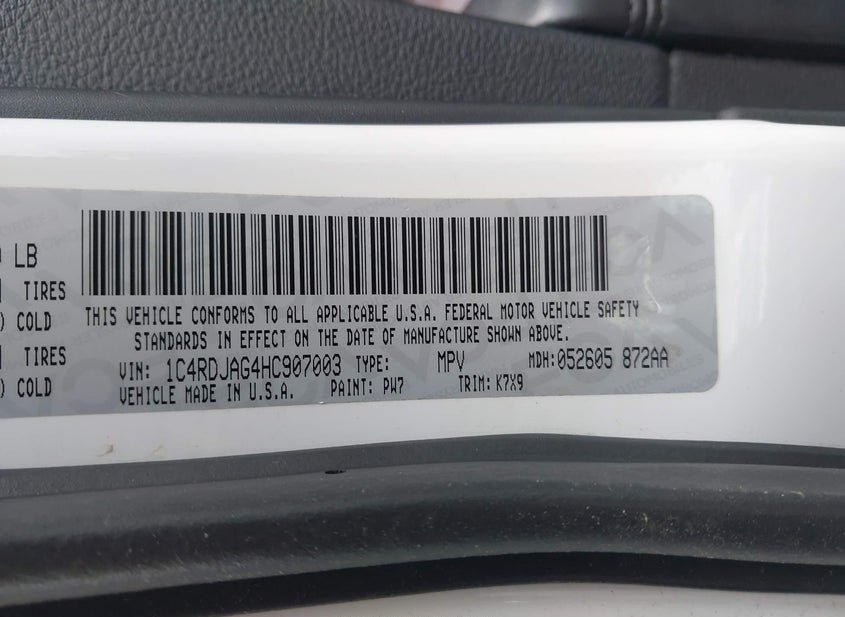 LB
TIRES
) COLD
TIRES
) COLD
THIS VEHICLE CONFORMS TO ALL APPLICABLE U.S.A. FEDERAL MOTOR VEHICLE SAFETY
STANDARDS IN EFFECT ON THE DATE OF MANUFACTURE SHOWN ABOVE.
VIN: 1C4RDJAG4HC907003 TYPE: MPV MDH:052605 872AA
VEHICLE MADE IN U.S.A. PAINT: PW7 TRIM: K7X9